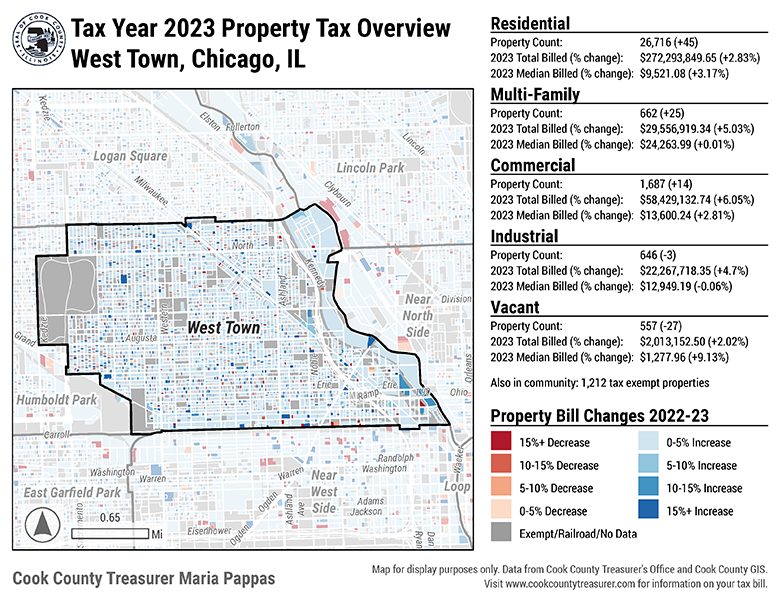 SEAL OF COOK COUNTY
ILLINOIS
Tax Year 2023 Property Tax Overview
West Town, Chicago, IL
Residential
Property Count: 26,716 (+45)
2023 Total Billed (% change): $272,293,849.65 (+2.83%)
2023 Median Billed (% change): $9,521.08 (+3.17%)
Multi-Family
Property Count: 662 (+25)
2023 Total Billed (% change): $29,556,919.34 (+5.03%)
2023 Median Billed (% change): $24,263.99 (+0.01%)
Commercial
Property Count: 1,687 (+14)
2023 Total Billed (% change): $58,429,132.74 (+6.05%)
2023 Median Billed (% change): $13,600.24 (+2.81%)
Industrial
Property Count: 646 (-3)
2023 Total Billed (% change): $22,267,718.35 (+4.7%)
2023 Median Billed (% change): $12,949.19 (-0.06%)
Vacant
Property Count: 557 (-27)
2023 Total Billed (% change): $2,013,152.50 (+2.02%)
2023 Median Billed (% change): $1,277.96 (+9.13%)
Also in community: 1,212 tax exempt properties
Property Bill Changes 2022-23
15%+ Decrease
10-15% Decrease
5-10% Decrease
0-5% Decrease
Exempt/Railroad/No Data
0-5% Increase
5-10% Increase
10-15% Increase
15%+ Increase
Kedzie
Elston
Fullerton
Lincoln
Logan Square
Lincoln Park
Milwaukee
Clybourn
North
Kennedy
Ashland
Near
North
Side
Division
Western
West Town
Kedzie
Augusta
Grand
Noble
Orleans
Erie
Erie
Ramp
Ohio
Humboldt Park
Carroll
Wacker
Randolph
Washington
Washington
Warren
Warren
Near
West
Side
Loop
East Garfield Park
Ogden
Ashland
Ave
Adams
Jackson
Eisenhower
Ogden
Ryan
Dan
0.65
Mi
Cook County Treasurer Maria Pappas
Map for display purposes only. Data from Cook County Treasurer's Office and Cook County GIS.
Visit www.cookcountytreasurer.com for information on your tax bill.